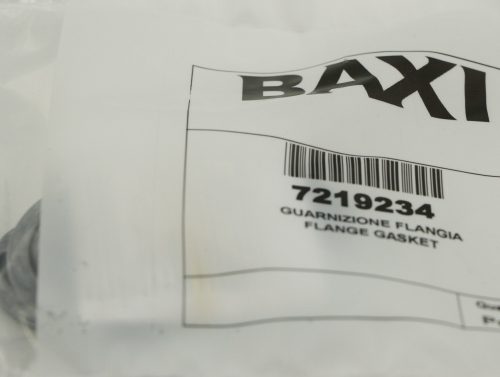 BAXI
7219234
GUARNIZIONE FLANGIA
FLANGE GASKET